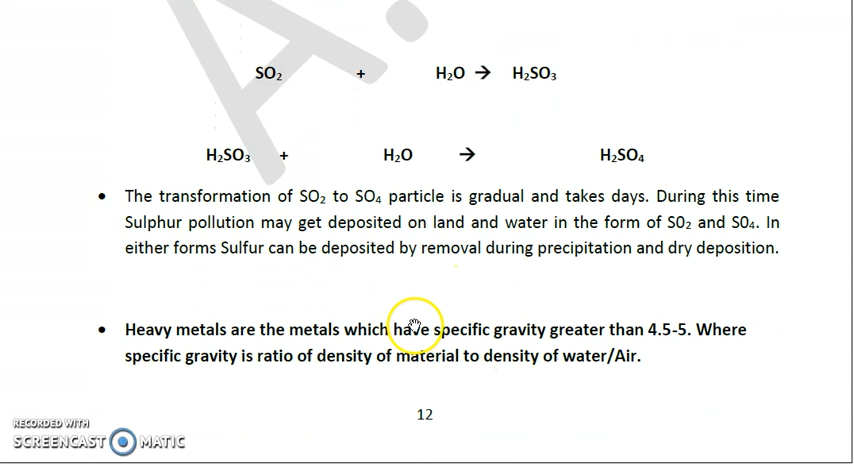 A.
SO₂ + H₂O → H₂SO₃
H₂SO₃ + H₂O → H₂SO₄
• The transformation of SO₂ to SO₄ particle is gradual and takes days. During this time
Sulphur pollution may get deposited on land and water in the form of S0₂ and S0₄. In
either forms Sulfur can be deposited by removal during precipitation and dry deposition.
• Heavy metals are the metals which have specific gravity greater than 4.5-5. Where
specific gravity is ratio of density of material to density of water/Air.
12
RECORDED WITH
SCREENCAST MATIC